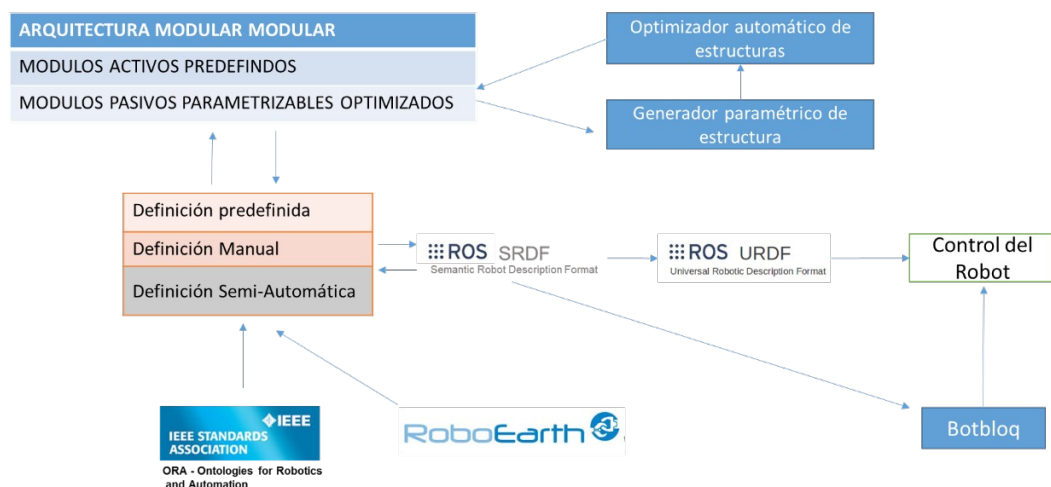 ARQUITECTURA MODULAR MODULAR
MODULOS ACTIVOS PREDEFINDOS
MODULOS PASIVOS PARAMETRIZABLES OPTIMIZADOS
Optimizador automático de
estructuras
Generador paramétrico de
estructura
Definición predefinida
Definición Manual
Definición Semi-Automática
ROS SRDF
Semantic Robot Description Format
ROS URDF
Universal Robotic Description Format
Control del
Robot
IEEE
IEEE STANDARDS
ASSOCIATION
ORA - Ontologies for Robotics
and Automation
RoboEarth
Botbloq